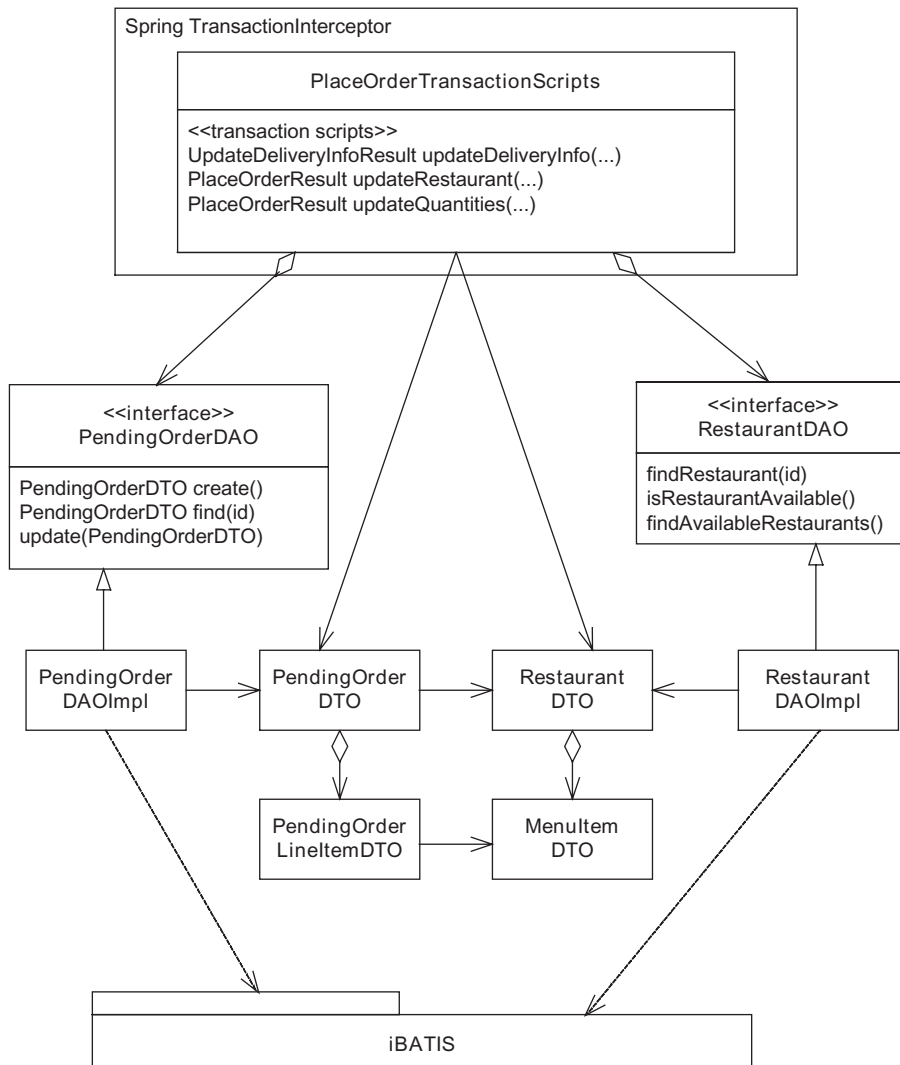 Spring TransactionInterceptor
PlaceOrderTransactionScripts
<<transaction scripts>>
UpdateDeliveryInfoResult updateDeliveryInfo(...)
PlaceOrderResult updateRestaurant(...)
PlaceOrderResult updateQuantities(...)
<<interface>>
PendingOrderDAO
PendingOrderDTO create()
PendingOrderDTO find(id)
update(PendingOrderDTO)
<<interface>>
RestaurantDAO
findRestaurant(id)
isRestaurantAvailable()
findAvailableRestaurants()
PendingOrder
DAOImpl
PendingOrder
DTO
Restaurant
DTO
Restaurant
DAOImpl
PendingOrder
LineItemDTO
MenuItem
DTO
iBATIS